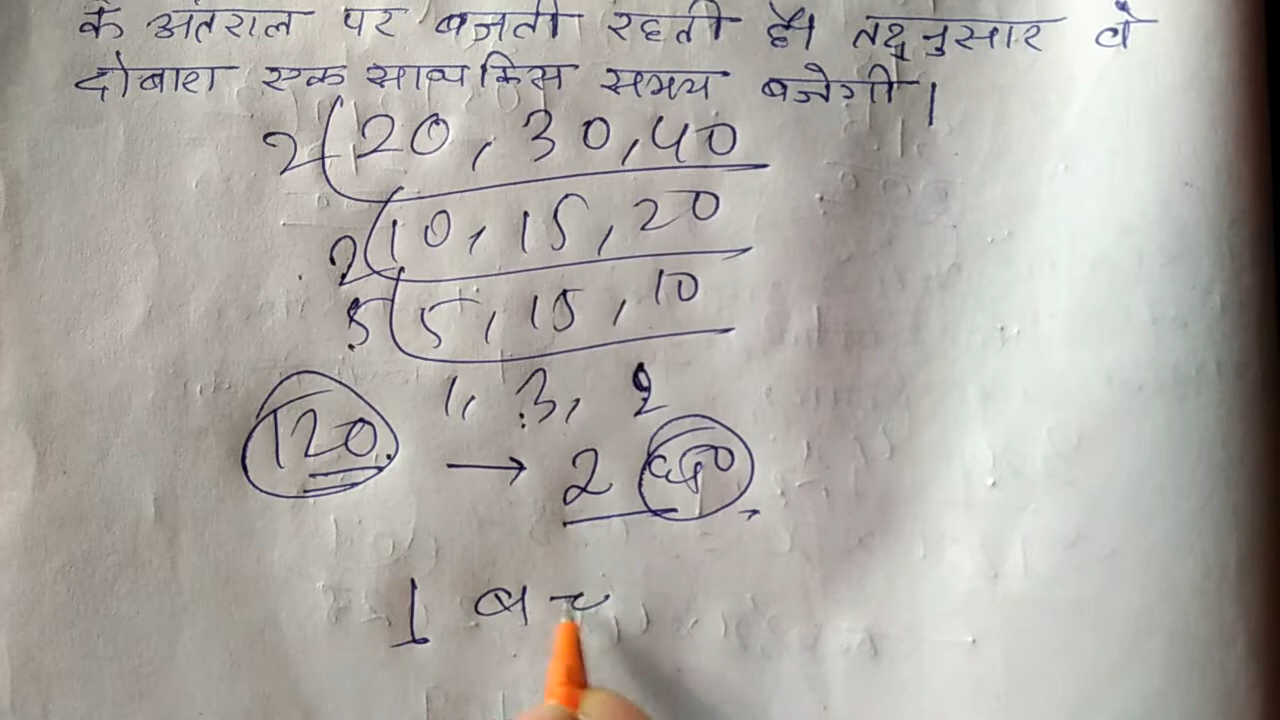 के अंतराल पर बजती रहती है। तद्नुसार वे
दोबारा एक साथ किस समय बजेगी।
2 20, 30, 40
2 10, 15, 20
5 5, 15, 10
1, 3, 2
120 → 2
1 ब